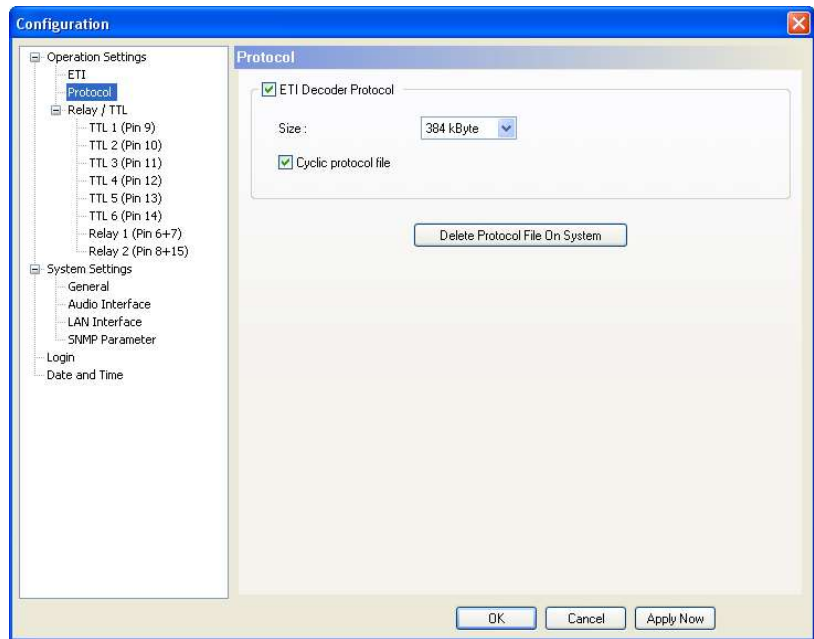 Configuration
Operation Settings
ETI
Protocol
Relay / TTL
TTL 1 (Pin 9)
TTL 2 (Pin 10)
TTL 3 (Pin 11)
TTL 4 (Pin 12)
TTL 5 (Pin 13)
TTL 6 (Pin 14)
Relay 1 (Pin 6+7)
Relay 2 (Pin 8+15)
System Settings
General
Audio Interface
LAN Interface
SNMP Parameter
Login
Date and Time
Protocol
ETI Decoder Protocol
Size : 384 kByte
Cyclic protocol file
Delete Protocol File On System
OK Cancel Apply Now